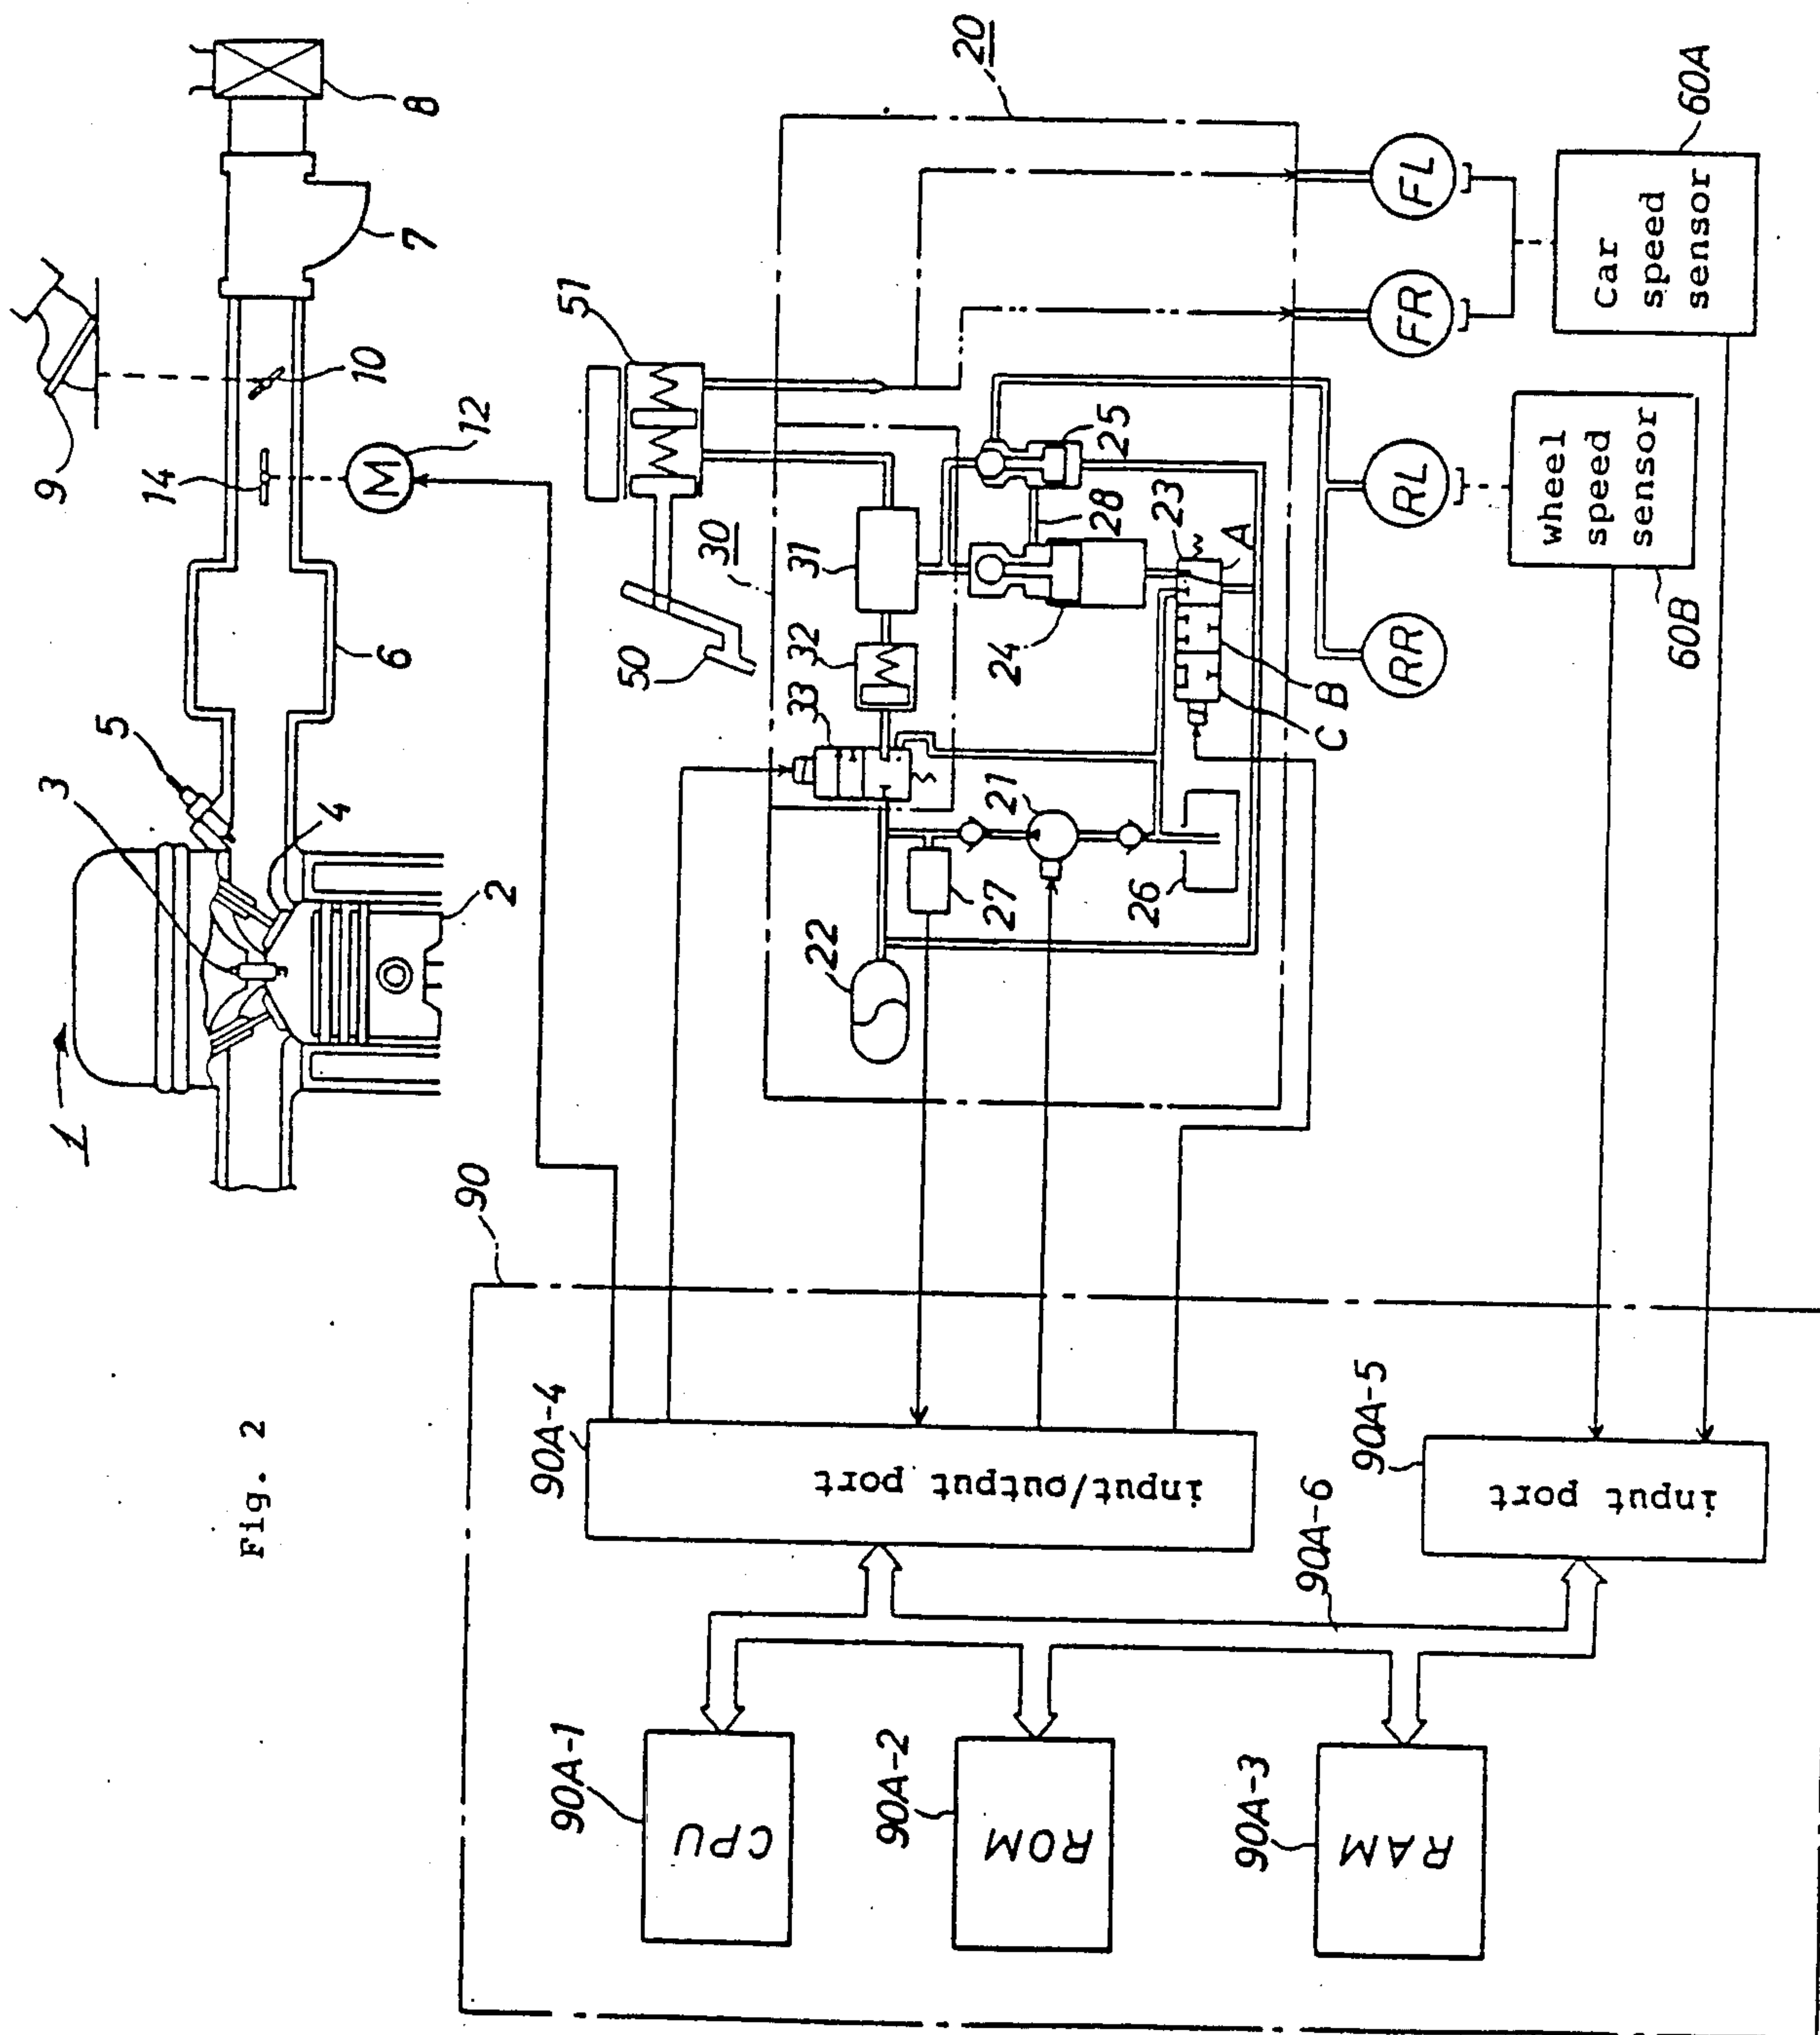 Fig. 2
1
2
3
4
5
6
7
8
9
10
12
14
M
20
21
22
23
24
25
26
27
28
30
31
32
33
50
51
A
B
C
FL
FR
RL
RR
60A
Car
speed
sensor
60B
wheel
speed
sensor
90
90A-1
CPU
90A-2
ROM
90A-3
RAM
90A-4
input/output port
90A-5
input port
90A-6